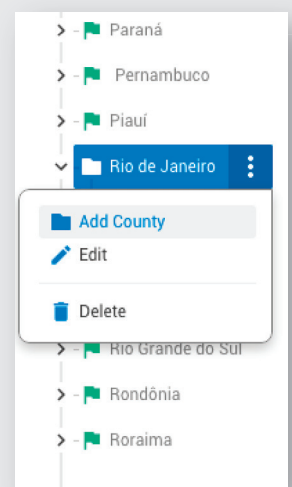 Paraná
Pernambuco
Piauí
Rio de Janeiro
Add County
Edit
Delete
Rio Grande do Sul
Rondônia
Roraima